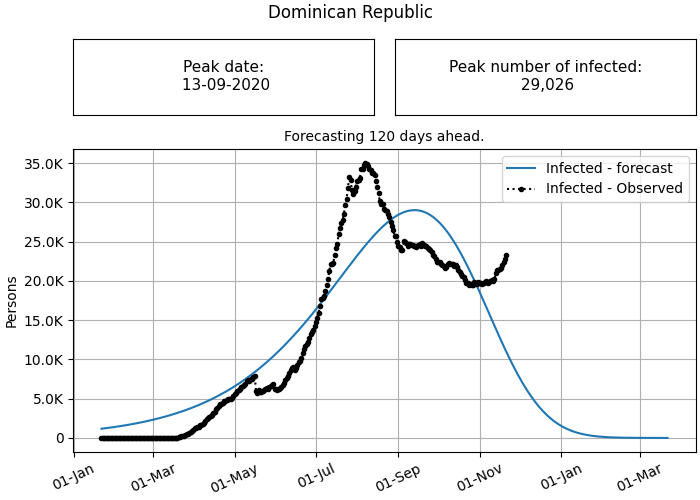 Dominican Republic
Peak date:
13-09-2020
Peak number of infected:
29,026
Forecasting 120 days ahead.
Infected - forecast
Infected - Observed
Persons
35.0K
30.0K
25.0K
20.0K
15.0K
10.0K
5.0K
0
01-Jan
01-Mar
01-May
01-Jul
01-Sep
01-Nov
01-Jan
01-Mar